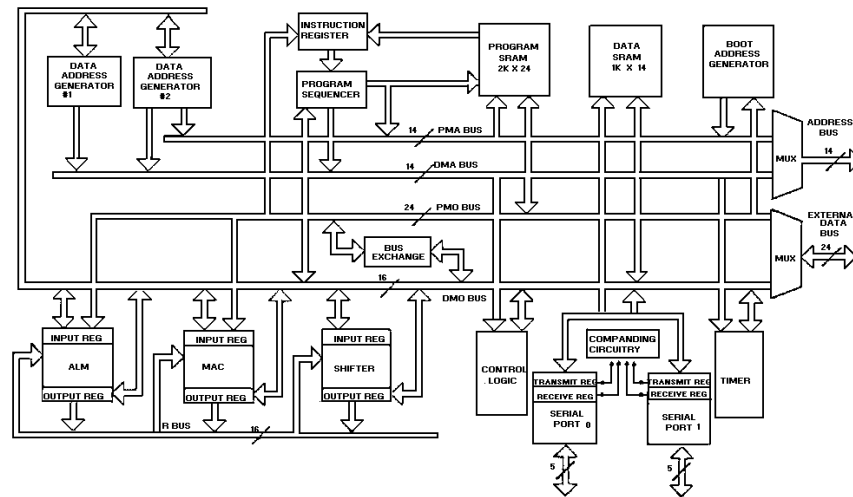 INSTRUCTION
REGISTER
PROGRAM
SRAM
2K X 24
DATA
SRAM
1K X 14
BOOT
ADDRESS
GENERATOR
DATA
ADDRESS
GENERATOR
#1
DATA
ADDRESS
GENERATOR
#2
PROGRAM
SEQUENCER
ADDRESS
BUS
14 PMA BUS
14
MUX
14 DMA BUS
24 PMO BUS
EXTERNAL
DATA
BUS
24
MUX
BUS
EXCHANGE
16
DMO BUS
INPUT REG
ALM
OUTPUT REG
INPUT REG
MAC
OUTPUT REG
INPUT REG
SHIFTER
OUTPUT REG
R BUS
16
CONTROL
.LOGIC
COMPANDING
CIRCUITRY
TRANSMIT REG
RECEIVE REG
SERIAL
PORT 0
TRANSMIT REG
RECEIVE REG
SERIAL
PORT 1
TIMER
5
5